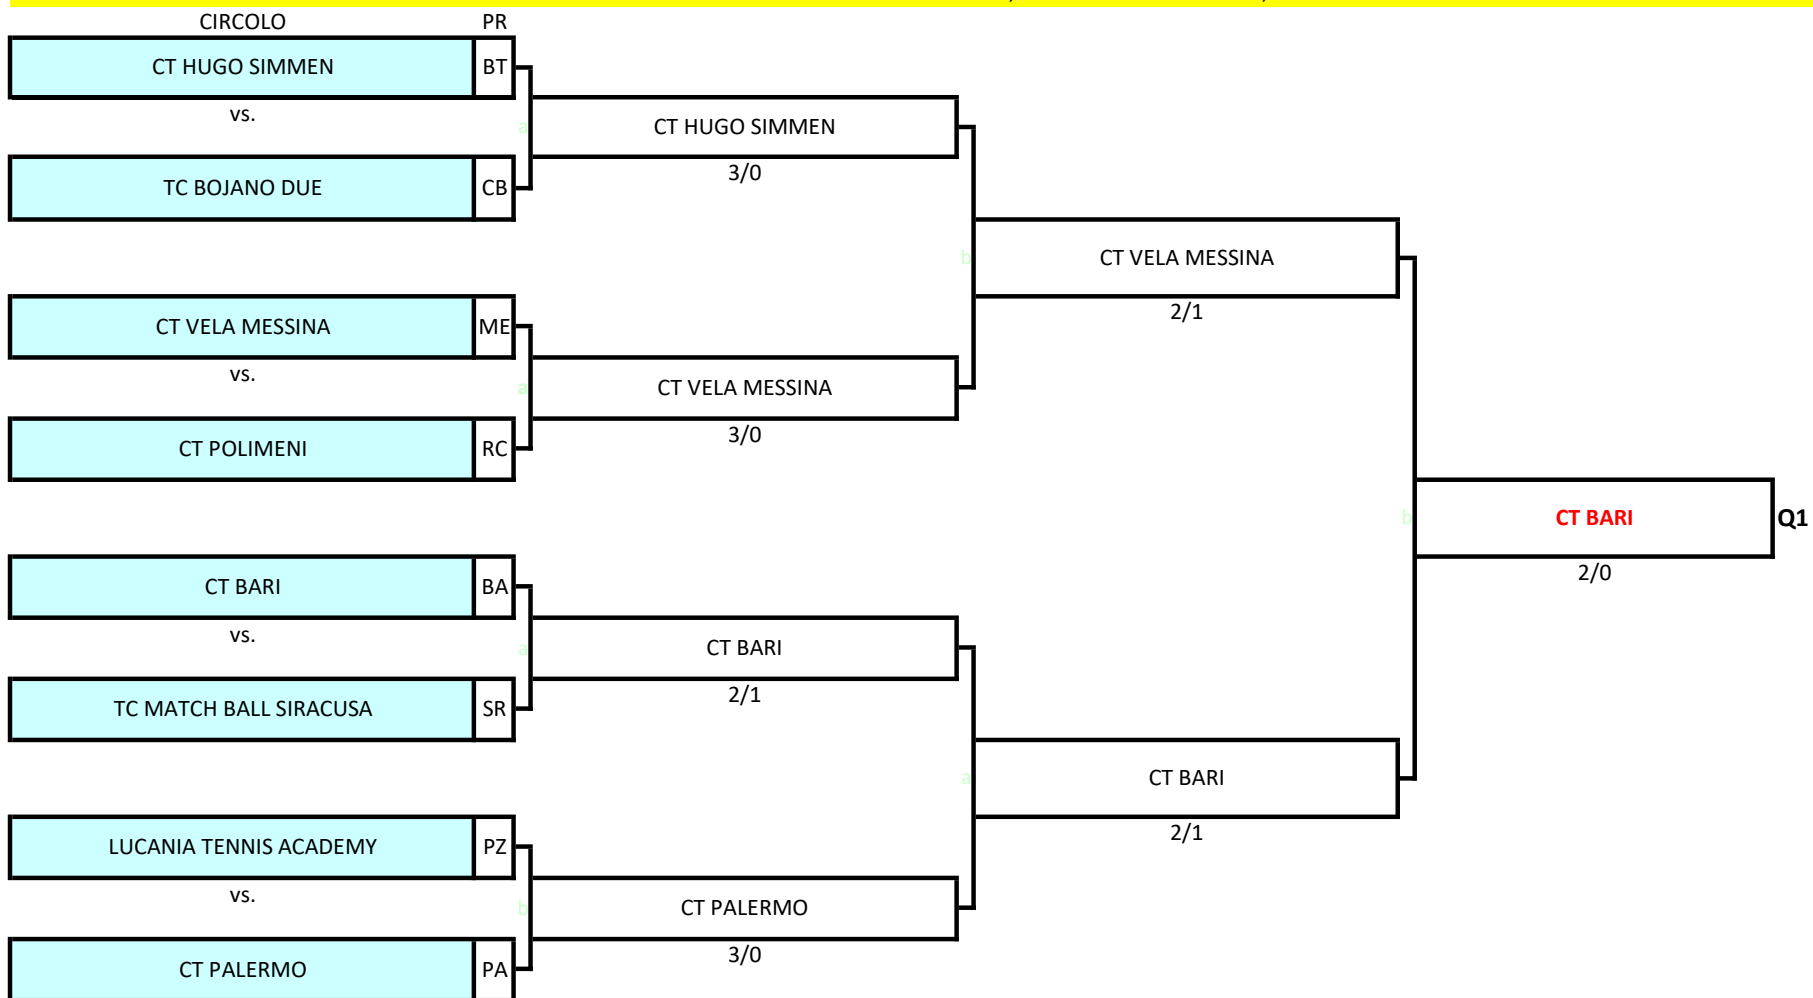 CIRCOLO PR
CT HUGO SIMMEN BT
vs.
a
CT HUGO SIMMEN
3/0
TC BOJANO DUE CB
b
CT VELA MESSINA
2/1
CT VELA MESSINA ME
vs.
a
CT VELA MESSINA
3/0
CT POLIMENI RC
b
CT BARI Q1
2/0
CT BARI BA
vs.
a
CT BARI
2/1
TC MATCH BALL SIRACUSA SR
a
CT BARI
2/1
LUCANIA TENNIS ACADEMY PZ
vs.
b
CT PALERMO
3/0
CT PALERMO PA